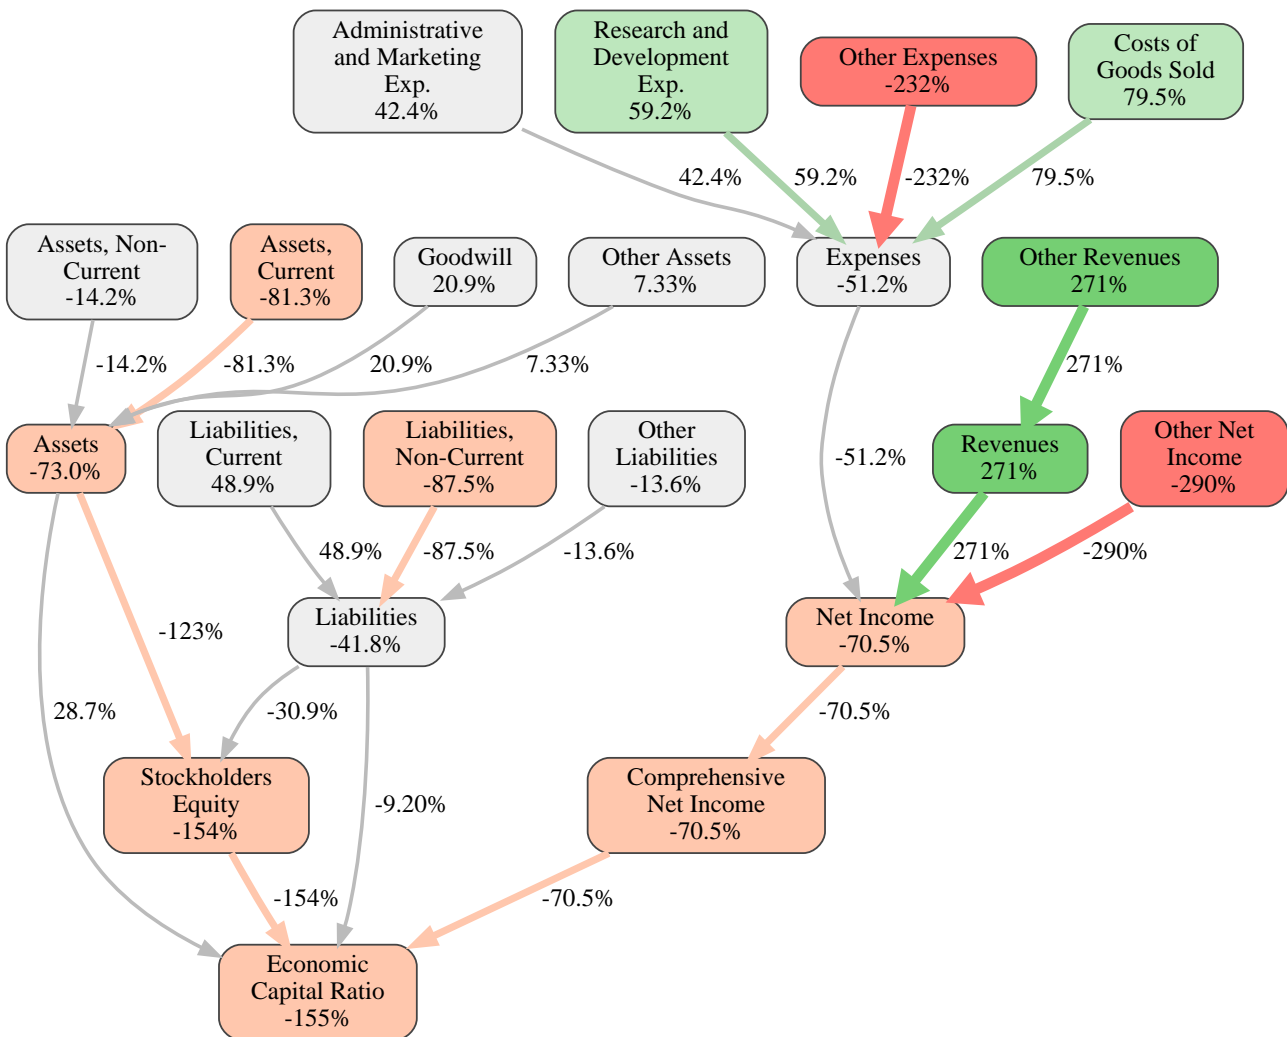 Administrative
and Marketing
Exp.
42.4%
Research and
Development
Exp.
59.2%
Other Expenses
-232%
Costs of
Goods Sold
79.5%
42.4%
59.2%
-232%
79.5%
Assets, Non-
Current
-14.2%
Assets,
Current
-81.3%
Goodwill
20.9%
Other Assets
7.33%
Expenses
-51.2%
Other Revenues
271%
-14.2%
-81.3%
20.9%
7.33%
271%
Assets
-73.0%
Liabilities,
Current
48.9%
Liabilities,
Non-Current
-87.5%
Other
Liabilities
-13.6%
-51.2%
Revenues
271%
Other Net
Income
-290%
48.9%
-87.5%
-13.6%
271%
-290%
Liabilities
-41.8%
Net Income
-70.5%
-123%
28.7%
-30.9%
-70.5%
Stockholders
Equity
-154%
-9.20%
Comprehensive
Net Income
-70.5%
-154%
-70.5%
Economic
Capital Ratio
-155%